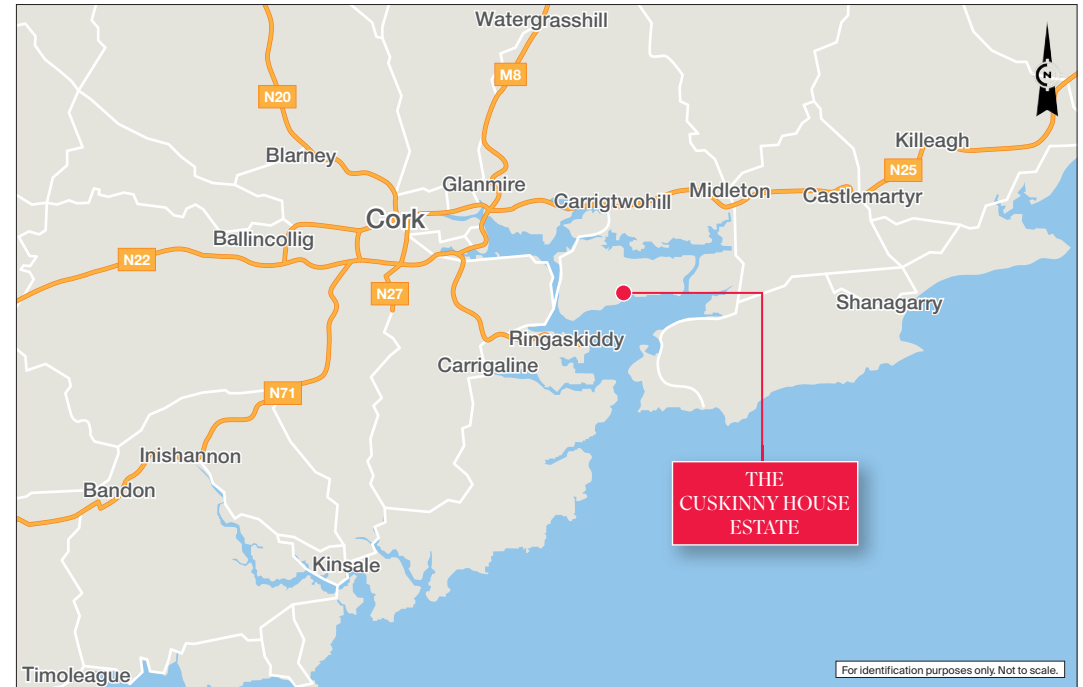 Watergrasshill
M8
N
N20
Killeagh
Blarney
N25
Glanmire
Midleton
Carrigtwohill
Castlemartyr
Cork
Ballincollig
N22
N27
Shanagarry
Ringaskiddy
Carrigaline
N71
Inishannon
Bandon
THE
CUSKINNY HOUSE
ESTATE
Kinsale
Timoleague
For identification purposes only. Not to scale.